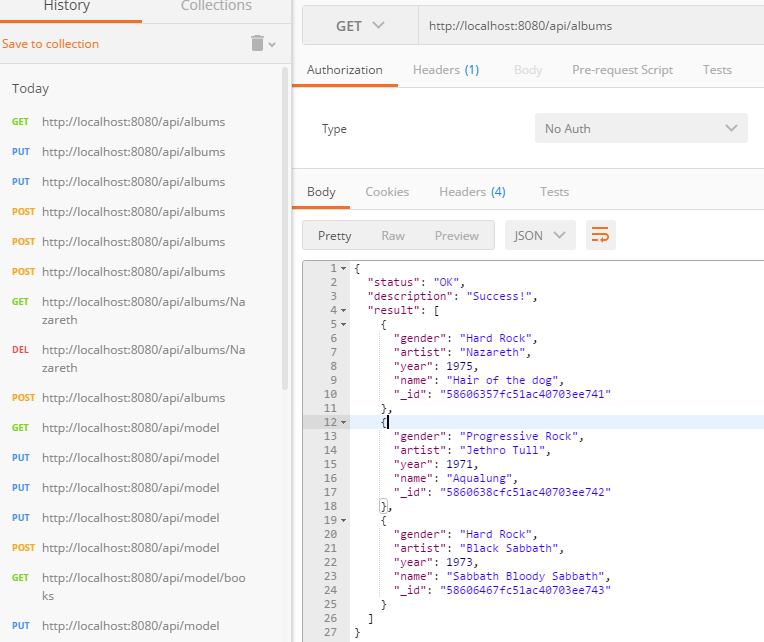 History Collections
Save to collection
Today
GET http://localhost:8080/api/albums
PUT http://localhost:8080/api/albums
PUT http://localhost:8080/api/albums
POST http://localhost:8080/api/albums
POST http://localhost:8080/api/albums
POST http://localhost:8080/api/albums
GET http://localhost:8080/api/albums/Na
zareth
DEL http://localhost:8080/api/albums/Na
zareth
POST http://localhost:8080/api/albums
GET http://localhost:8080/api/model
PUT http://localhost:8080/api/model
PUT http://localhost:8080/api/model
PUT http://localhost:8080/api/model
POST http://localhost:8080/api/model
GET http://localhost:8080/api/model/boo
ks
PUT http://localhost:8080/api/model
GET http://localhost:8080/api/albums
Authorization Headers (1) Body Pre-request Script Tests
Type No Auth
Body Cookies Headers (4) Tests
Pretty Raw Preview JSON
1 {
2 "status": "OK",
3 "description": "Success!",
4 "result": [
5 {
6 "gender": "Hard Rock",
7 "artist": "Nazareth",
8 "year": 1975,
9 "name": "Hair of the dog",
10 "_id": "58606357fc51ac40703ee741"
11 },
12 {
13 "gender": "Progressive Rock",
14 "artist": "Jethro Tull",
15 "year": 1971,
16 "name": "Aqualung",
17 "_id": "5860638cfc51ac40703ee742"
18 },
19 {
20 "gender": "Hard Rock",
21 "artist": "Black Sabbath",
22 "year": 1973,
23 "name": "Sabbath Bloody Sabbath",
24 "_id": "58606467fc51ac40703ee743"
25 }
26 ]
27 }